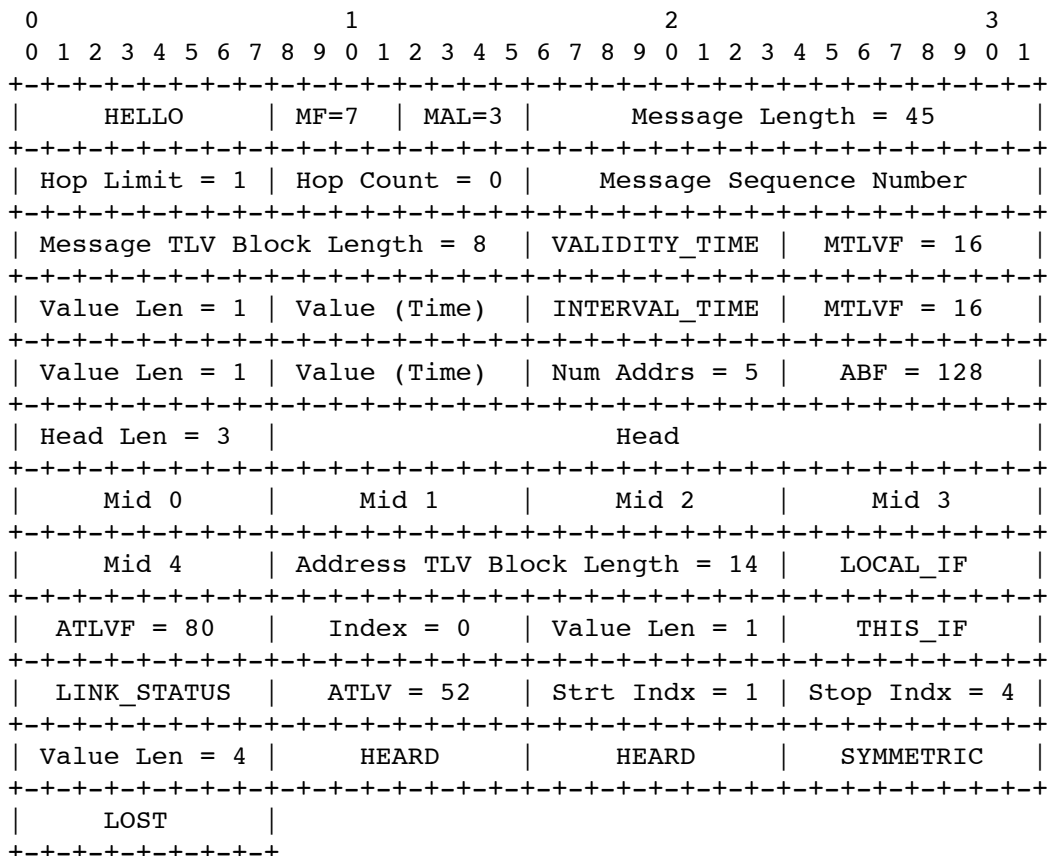 0                   1                   2                   3
 0 1 2 3 4 5 6 7 8 9 0 1 2 3 4 5 6 7 8 9 0 1 2 3 4 5 6 7 8 9 0 1
+-+-+-+-+-+-+-+-+-+-+-+-+-+-+-+-+-+-+-+-+-+-+-+-+-+-+-+-+-+-+-+-+
|     HELLO     | MF=7  | MAL=3 |      Message Length = 45      |
+-+-+-+-+-+-+-+-+-+-+-+-+-+-+-+-+-+-+-+-+-+-+-+-+-+-+-+-+-+-+-+-+
| Hop Limit = 1 | Hop Count = 0 |    Message Sequence Number    |
+-+-+-+-+-+-+-+-+-+-+-+-+-+-+-+-+-+-+-+-+-+-+-+-+-+-+-+-+-+-+-+-+
| Message TLV Block Length = 8  | VALIDITY_TIME |  MTLVF = 16   |
+-+-+-+-+-+-+-+-+-+-+-+-+-+-+-+-+-+-+-+-+-+-+-+-+-+-+-+-+-+-+-+-+
| Value Len = 1 | Value (Time)  | INTERVAL_TIME |  MTLVF = 16   |
+-+-+-+-+-+-+-+-+-+-+-+-+-+-+-+-+-+-+-+-+-+-+-+-+-+-+-+-+-+-+-+-+
| Value Len = 1 | Value (Time)  | Num Addrs = 5 |   ABF = 128   |
+-+-+-+-+-+-+-+-+-+-+-+-+-+-+-+-+-+-+-+-+-+-+-+-+-+-+-+-+-+-+-+-+
| Head Len = 3  |                     Head                      |
+-+-+-+-+-+-+-+-+-+-+-+-+-+-+-+-+-+-+-+-+-+-+-+-+-+-+-+-+-+-+-+-+
|     Mid 0     |     Mid 1     |     Mid 2     |     Mid 3     |
+-+-+-+-+-+-+-+-+-+-+-+-+-+-+-+-+-+-+-+-+-+-+-+-+-+-+-+-+-+-+-+-+
|     Mid 4     | Address TLV Block Length = 14 |   LOCAL_IF    |
+-+-+-+-+-+-+-+-+-+-+-+-+-+-+-+-+-+-+-+-+-+-+-+-+-+-+-+-+-+-+-+-+
|  ATLVF = 80   |   Index = 0   | Value Len = 1 |    THIS_IF    |
+-+-+-+-+-+-+-+-+-+-+-+-+-+-+-+-+-+-+-+-+-+-+-+-+-+-+-+-+-+-+-+-+
|  LINK_STATUS  |   ATLV = 52   | Strt Indx = 1 | Stop Indx = 4 |
+-+-+-+-+-+-+-+-+-+-+-+-+-+-+-+-+-+-+-+-+-+-+-+-+-+-+-+-+-+-+-+-+
| Value Len = 4 |     HEARD     |     HEARD     |   SYMMETRIC   |
+-+-+-+-+-+-+-+-+-+-+-+-+-+-+-+-+-+-+-+-+-+-+-+-+-+-+-+-+-+-+-+-+
|     LOST      |
+-+-+-+-+-+-+-+-+